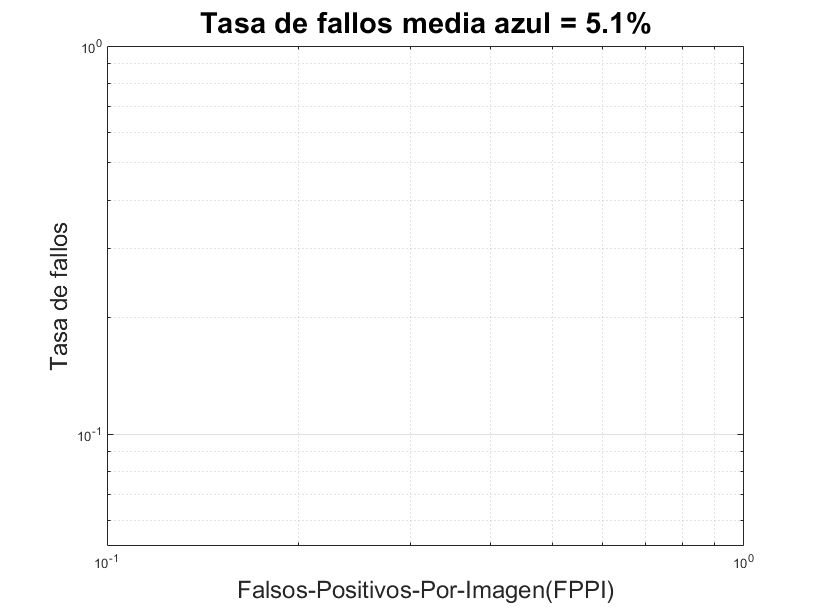 Tasa de fallos media azul = 5.1%
10^0
Tasa de fallos
10^-1
10^-1
10^0
Falsos-Positivos-Por-Imagen(FPPI)